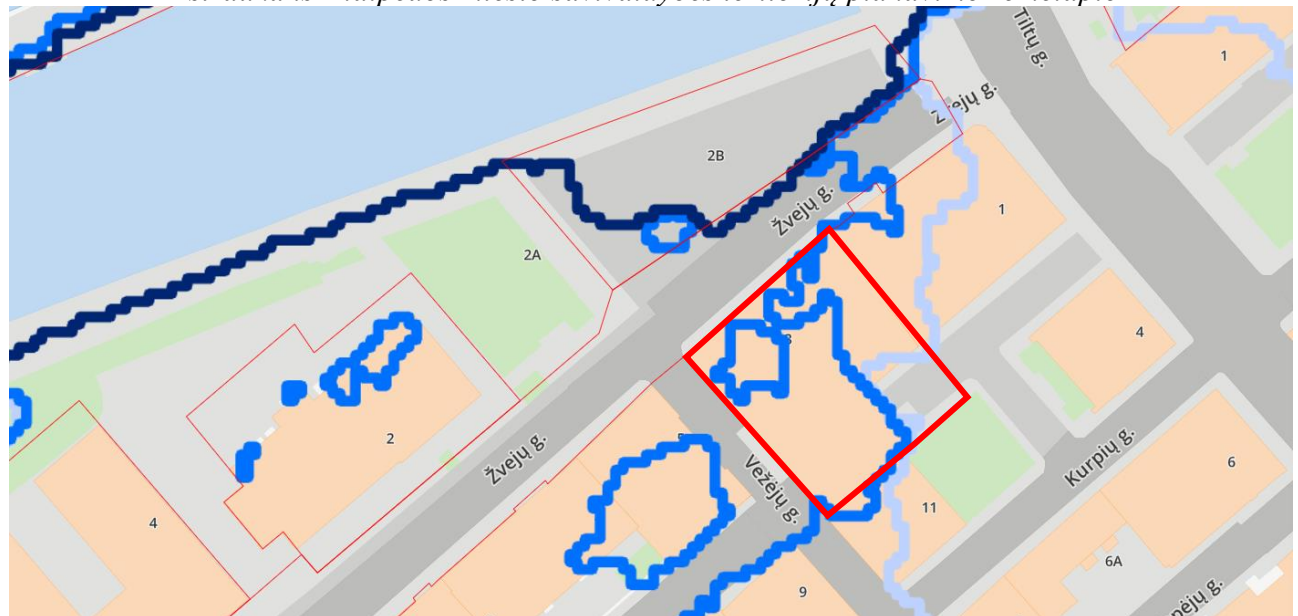 Tiltų g.
1
Žvejų g.
2B
Žvejų g.
1
2A
4
3
2
Žvejų g.
Vežėjų g.
Kurpių g.
6
4
11
6A
9